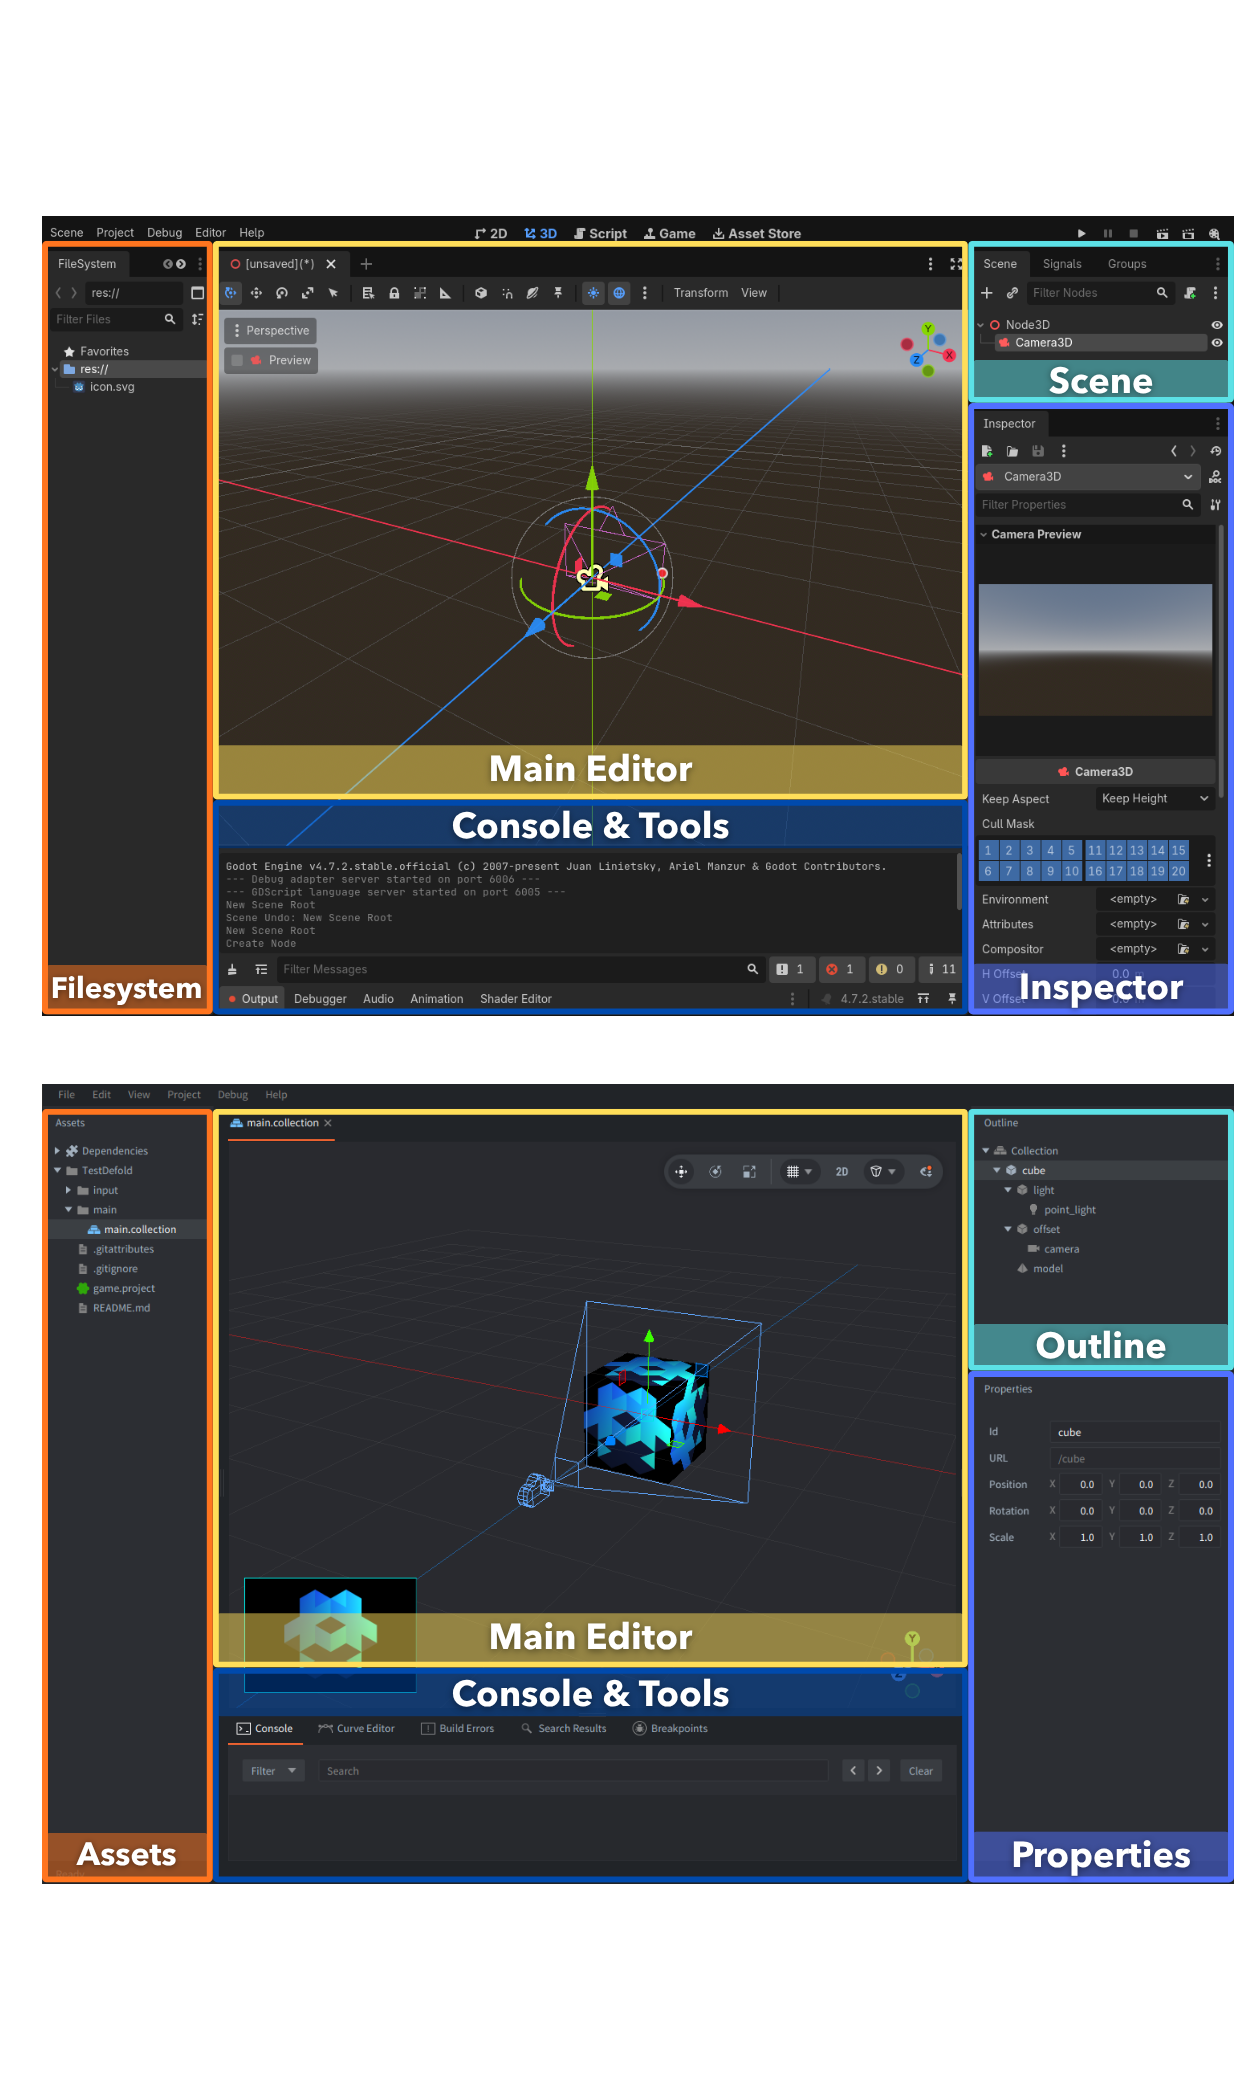 Scene Project Debug Editor Help
2D 3D Script Game Asset Store
FileSystem
res://
Filter Files
Favorites
res://
icon.svg
Filesystem
[unsaved](*)
Transform View
Perspective
Preview
Y
X
Z
Main Editor
Console & Tools
Godot Engine v4.7.2.stable.official (c) 2007-present Juan Linietsky, Ariel Manzur & Godot Contributors.
--- Debug adapter server started on port 6006 ---
--- GDScript language server started on port 6005 ---
New Scene Root
Scene Undo: New Scene Root
New Scene Root
Create Node
Filter Messages 1 1 0 11
Output Debugger Audio Animation Shader Editor 4.7.2.stable
Scene Signals Groups
Filter Nodes
Node3D
Camera3D
Scene
Inspector
Camera3D
DOC
Filter Properties
Camera Preview
Camera3D
Keep Aspect Keep Height
Cull Mask
1 2 3 4 5 11 12 13 14 15
6 7 8 9 10 16 17 18 19 20
Environment <empty>
Attributes <empty>
Compositor <empty>
H Offset 0.0 m
V Offset
Inspector
File Edit View Project Debug Help
Assets
Dependencies
TestDefold
input
main
main.collection
.gitattributes
.gitignore
game.project
README.md
Assets
main.collection
2D
Main Editor
Y
Z
Console & Tools
Console Curve Editor Build Errors Search Results Breakpoints
Filter Search Clear
Outline
Collection
cube
light
point_light
offset
camera
model
Outline
Properties
Id cube
URL /cube
Position X 0.0 Y 0.0 Z 0.0
Rotation X 0.0 Y 0.0 Z 0.0
Scale X 1.0 Y 1.0 Z 1.0
Properties